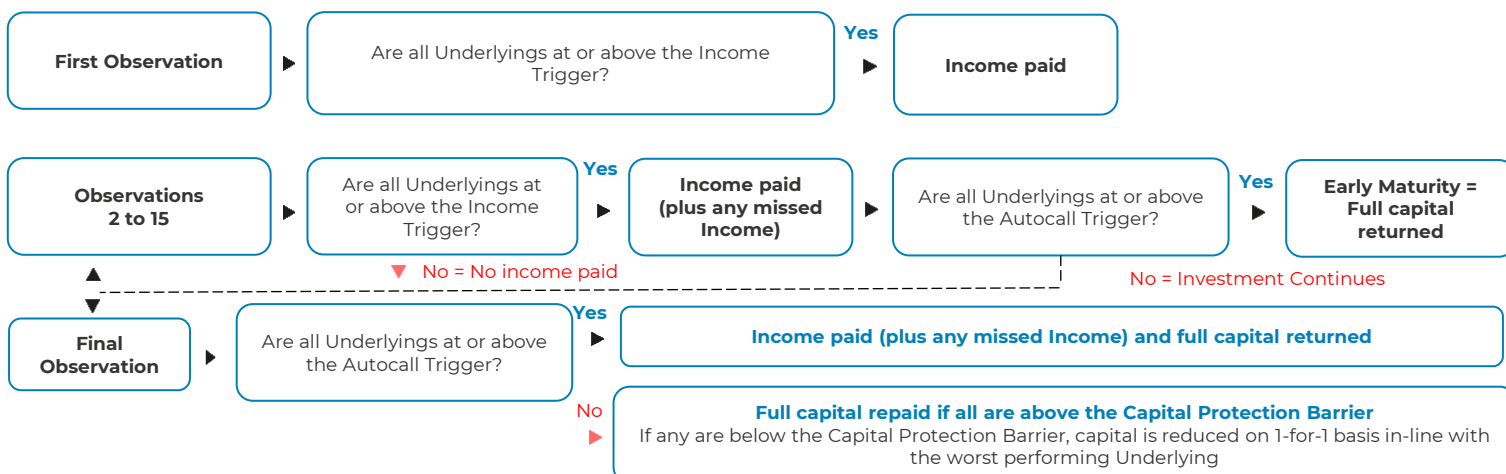 First Observation
Are all Underlyings at or above the Income
Trigger?
Yes
Income paid
Observations
2 to 15
Are all Underlyings at
or above the Income
Trigger?
Yes
Income paid
(plus any missed
Income)
Are all Underlyings at or above
the Autocall Trigger?
Yes
Early Maturity =
Full capital
returned
No = No income paid
No = Investment Continues
Final
Observation
Are all Underlyings at or above
the Autocall Trigger?
Yes
Income paid (plus any missed Income) and full capital returned
No
Full capital repaid if all are above the Capital Protection Barrier
If any are below the Capital Protection Barrier, capital is reduced on 1-for-1 basis in-line with
the worst performing Underlying